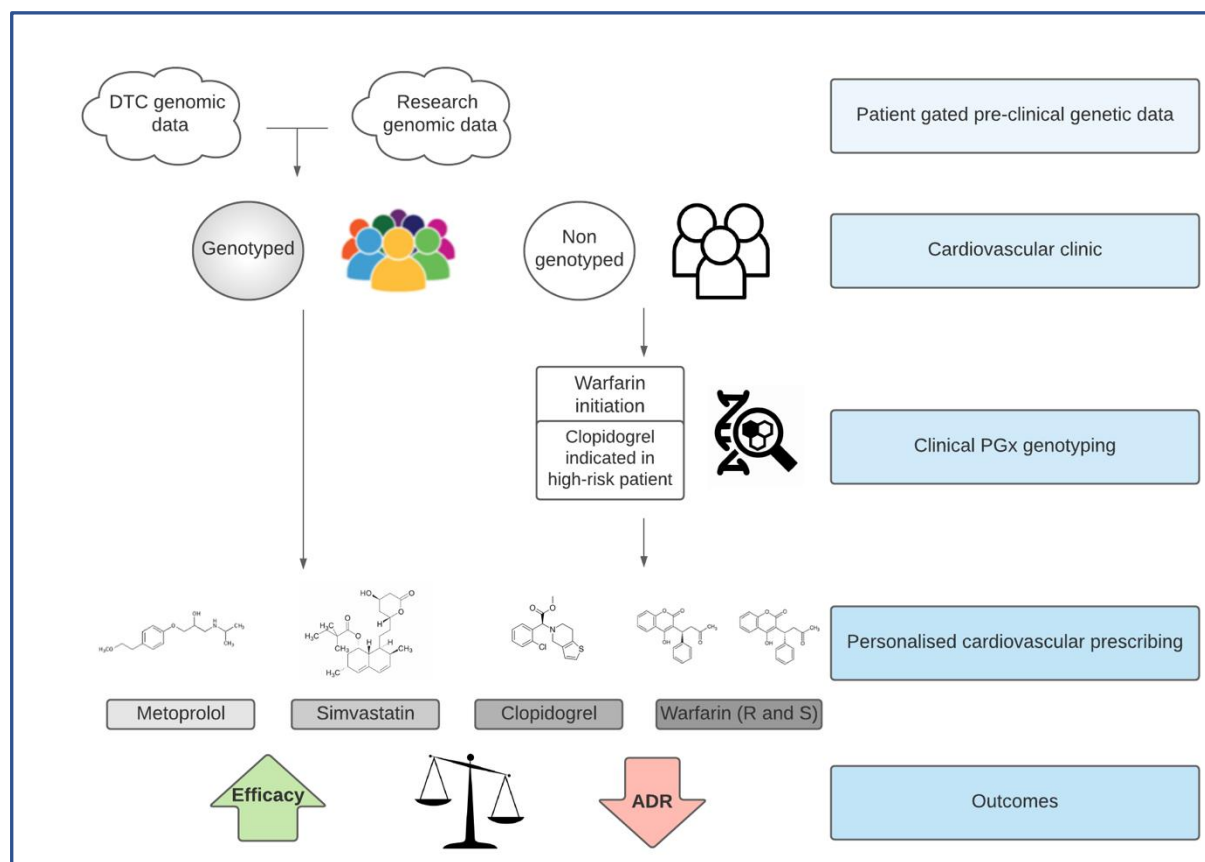 DTC genomic
data
Research
genomic data
Patient gated pre-clinical genetic data
Genotyped
Non
genotyped
Cardiovascular clinic
Warfarin
initiation
Clopidogrel
indicated in
high-risk patient
Clinical PGx genotyping
Personalised cardiovascular prescribing
Metoprolol
Simvastatin
Clopidogrel
Warfarin (R and S)
Efficacy
ADR
Outcomes